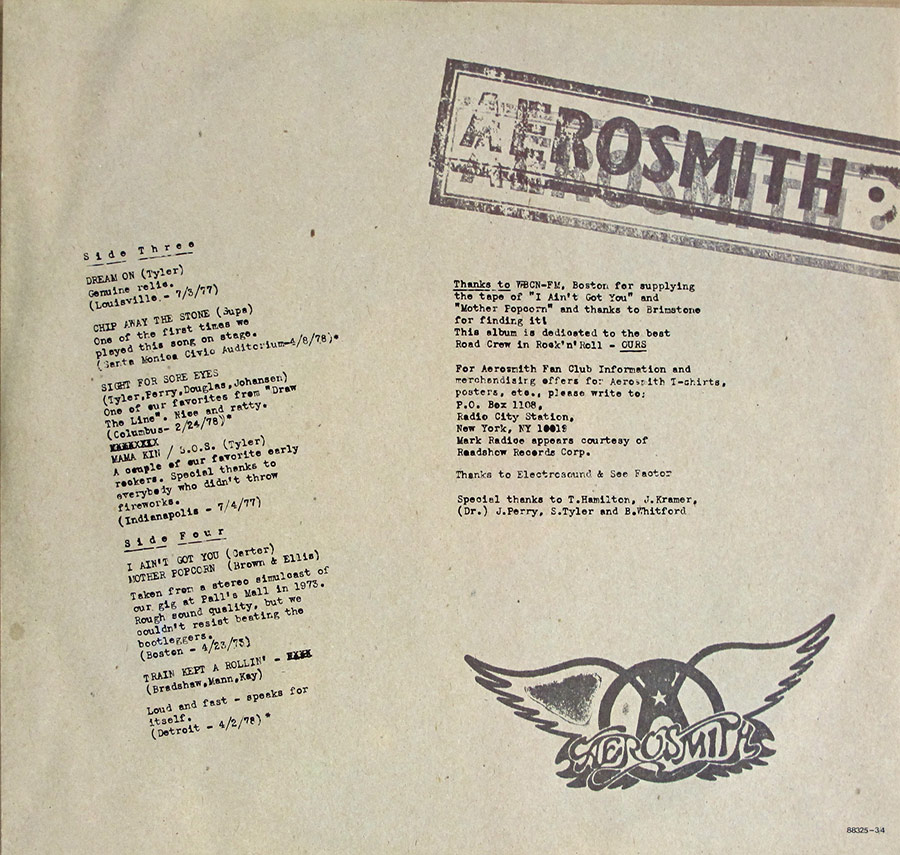 AEROSMITH
Side Three
DREAM ON (Tyler)
Genuine relic.
(Louisville - 7/3/77)
CHIP AWAY THE STONE (Supa)
One of the first times we
played this song on stage.
(Santa Monica Civic Auditorium-4/8/78)*
SIGHT FOR SORE EYES
(Tyler,Perry,Douglas,Johansen)
One of our favorites from "Draw
The Line". Nice and ratty.
(Columbus- 2/24/78)*
MAMA KIN / S.O.S. (Tyler)
A couple of our favorite early
rockers. Special thanks to
everybody who didn't throw
fireworks.
(Indianapolis - 7/4/77)
Side Four
I AIN'T GOT YOU (Carter)
MOTHER POPCORN (Brown & Ellis)
Taken from a stereo simulcast of
our gig at Pall's Mall in 1973.
Rough sound quality, but we
couldn't resist beating the
bootleggers.
(Boston - 4/23/73)
TRAIN KEPT A ROLLIN' -
(Bradshaw,Mann,Kay)
Loud and fast - speaks for
itself.
(Detroit - 4/2/78)*
Thanks to WBCN-FM, Boston for supplying
the tape of "I Ain't Got You" and
"Mother Popcorn" and thanks to Brimstone
for finding it!
This album is dedicated to the best
Road Crew in Rock'n'Roll - OURS
For Aerosmith Fan Club Information and
merchandising offers for Aerosmith T-shirts,
posters, etc., please write to:
P.O. Box 1108,
Radio City Station,
New York, NY 10019
Mark Radice appears courtesy of
Roadshow Records Corp.
Thanks to Electrosound & See Factor
Special thanks to T.Hamilton, J.Kramer,
(Dr.) J.Perry, S.Tyler and B.Whitford
AEROSMITH
88325-3/4